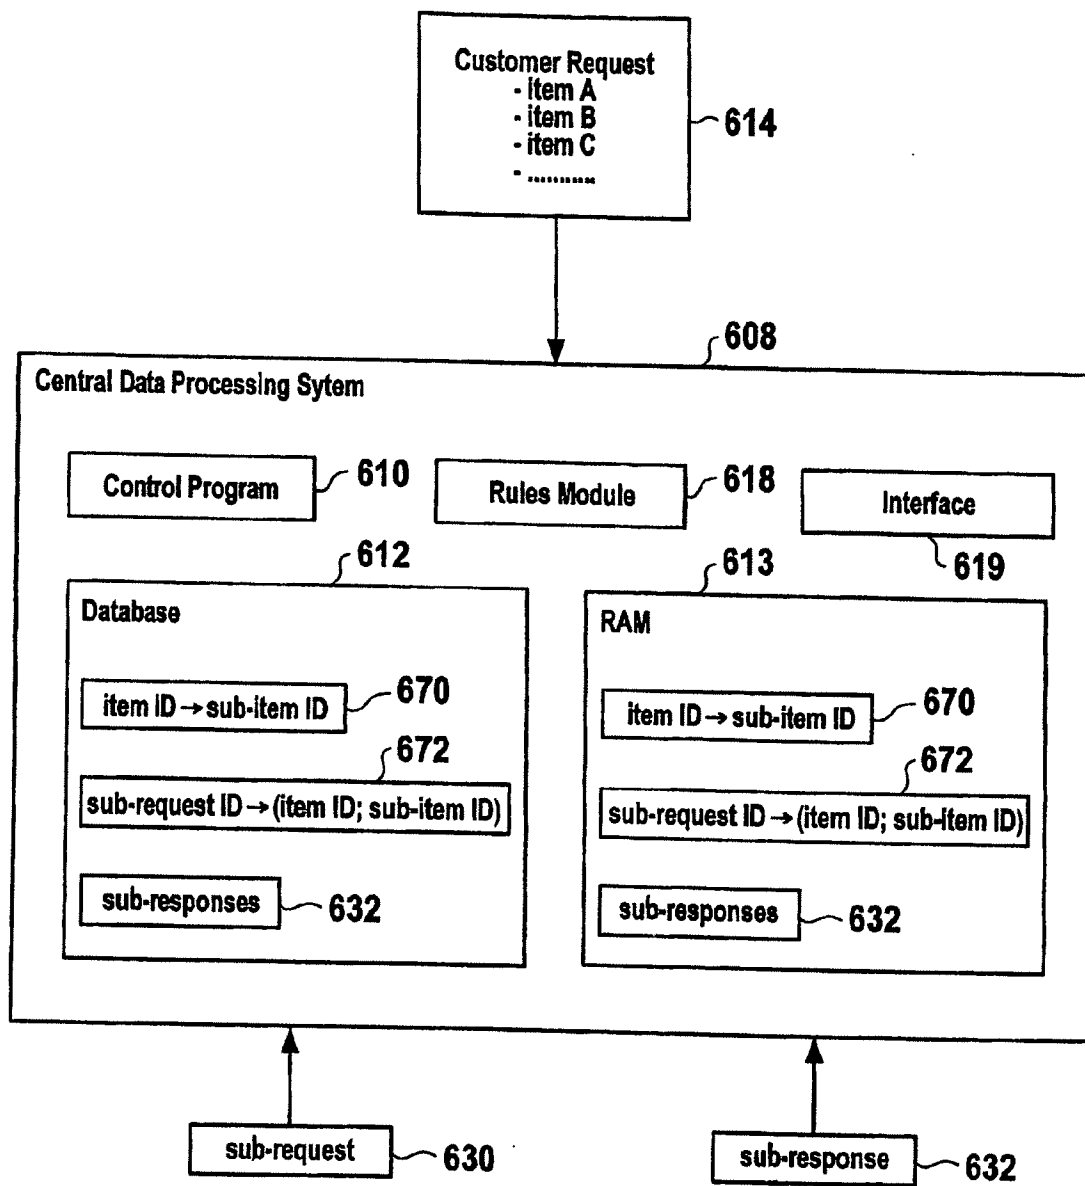 Customer Request
- item A
- item B
- item C
- ..........
614
608
Central Data Processing Sytem
Control Program
610
Rules Module
618
Interface
619
612
Database
item ID → sub-item ID
670
672
sub-request ID → (item ID; sub-item ID)
sub-responses
632
613
RAM
item ID → sub-item ID
670
672
sub-request ID → (item ID; sub-item ID)
sub-responses
632
sub-request
630
sub-response
632